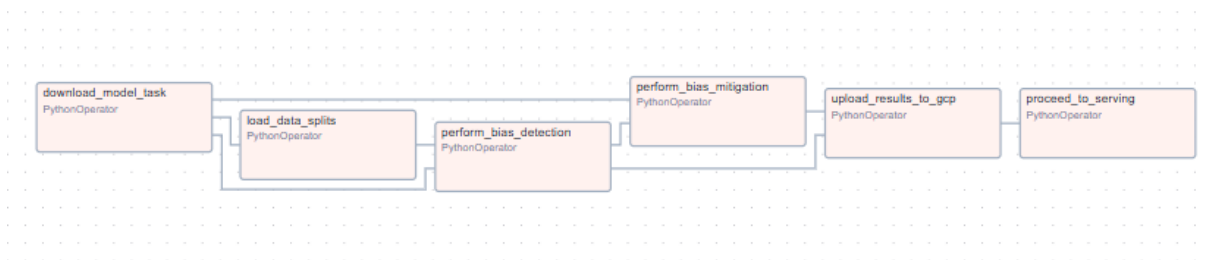 download_model_task
PythonOperator
load_data_splits
PythonOperator
perform_bias_detection
PythonOperator
perform_bias_mitigation
PythonOperator
upload_results_to_gcp
PythonOperator
proceed_to_serving
PythonOperator